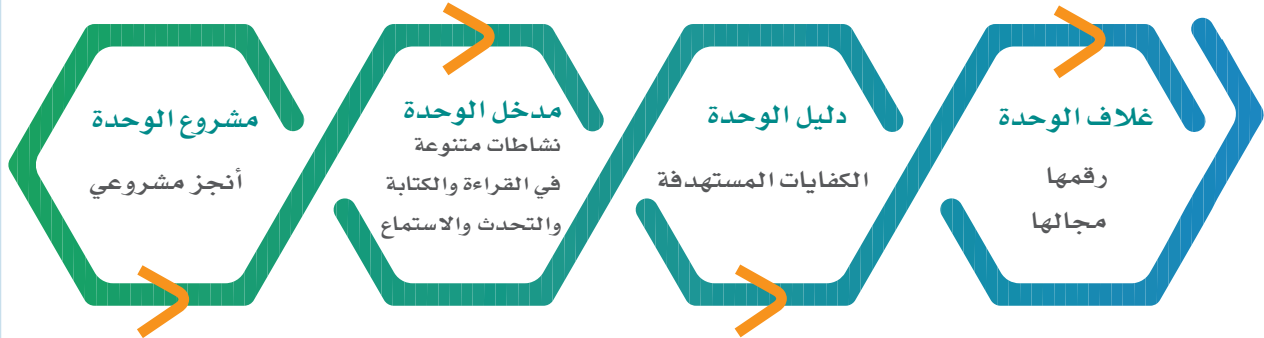 غلاف الوحدة
رقمها
مجالها
دليل الوحدة
الكفايات المستهدفة
مدخل الوحدة
نشاطات متنوعة
في القراءة والكتابة
والتحدث والاستماع
مشروع الوحدة
أنجز مشروعي